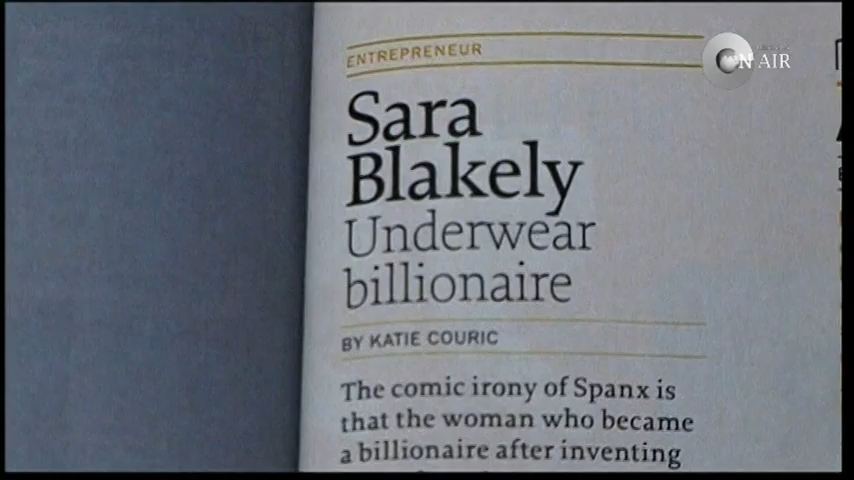 ENTREPRENEUR
Sara
Blakely
Underwear
billionaire
BY KATIE COURIC
The comic irony of Spanx is
that the woman who became
a billionaire after inventing
ON AIR